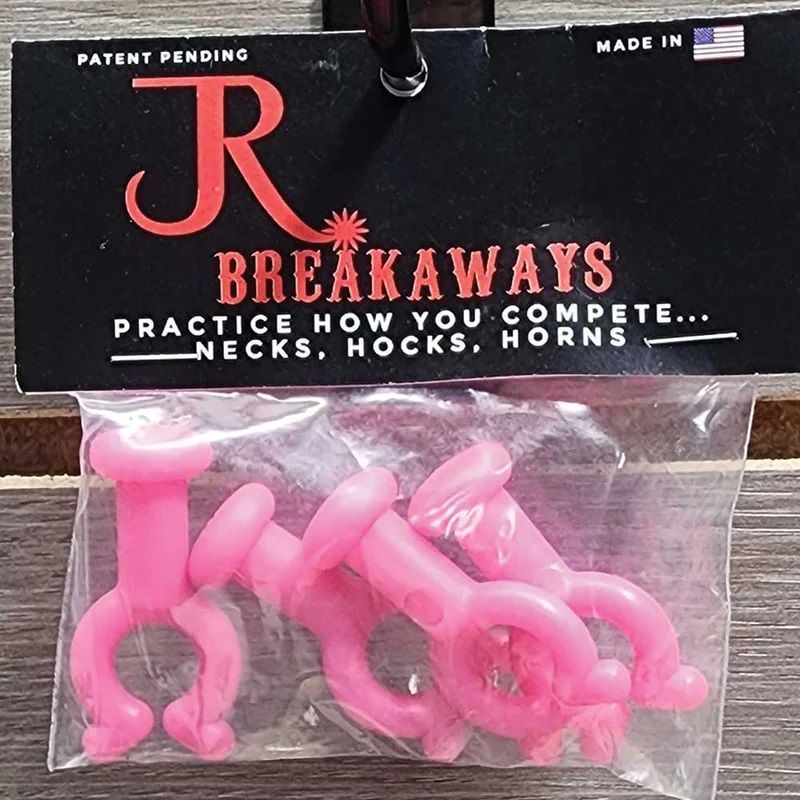 PATENT PENDING
MADE IN
JR
BREAKAWAYS
PRACTICE HOW YOU COMPETE...
NECKS, HOCKS, HORNS